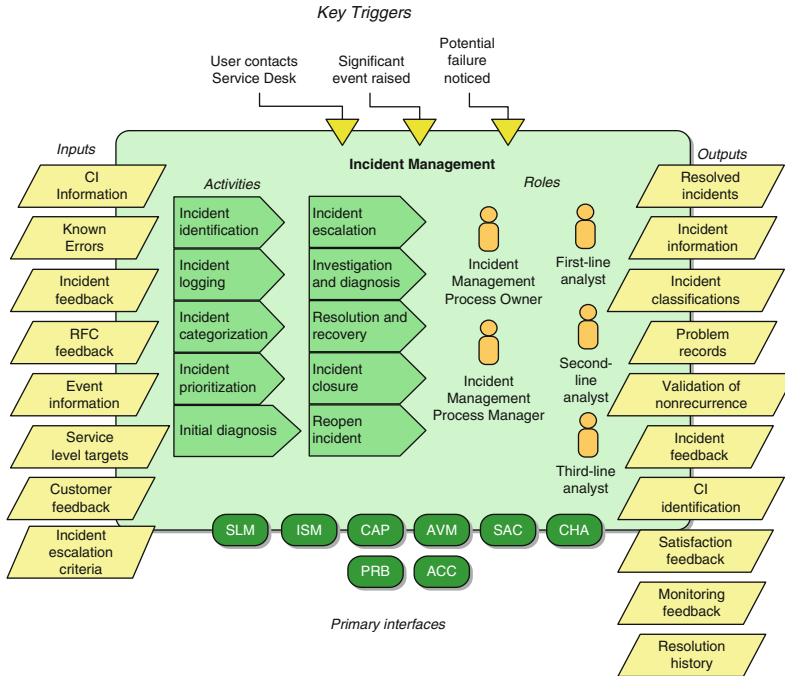 Key Triggers
User contacts
Service Desk
Significant
event raised
Potential
failure
noticed
Inputs
CI
Information
Known
Errors
Incident
feedback
RFC
feedback
Event
information
Service
level targets
Customer
feedback
Incident
escalation
criteria
Incident Management
Activities
Incident
identification
Incident
logging
Incident
categorization
Incident
prioritization
Initial diagnosis
Incident
escalation
Investigation
and diagnosis
Resolution and
recovery
Incident
closure
Reopen
incident
Roles
Incident
Management
Process Owner
Incident
Management
Process Manager
First-line
analyst
Second-
line
analyst
Third-line
analyst
Outputs
Resolved
incidents
Incident
information
Incident
classifications
Problem
records
Validation of
nonrecurrence
Incident
feedback
CI
identification
Satisfaction
feedback
Monitoring
feedback
Resolution
history
SLM
ISM
CAP
AVM
SAC
CHA
PRB
ACC
Primary interfaces